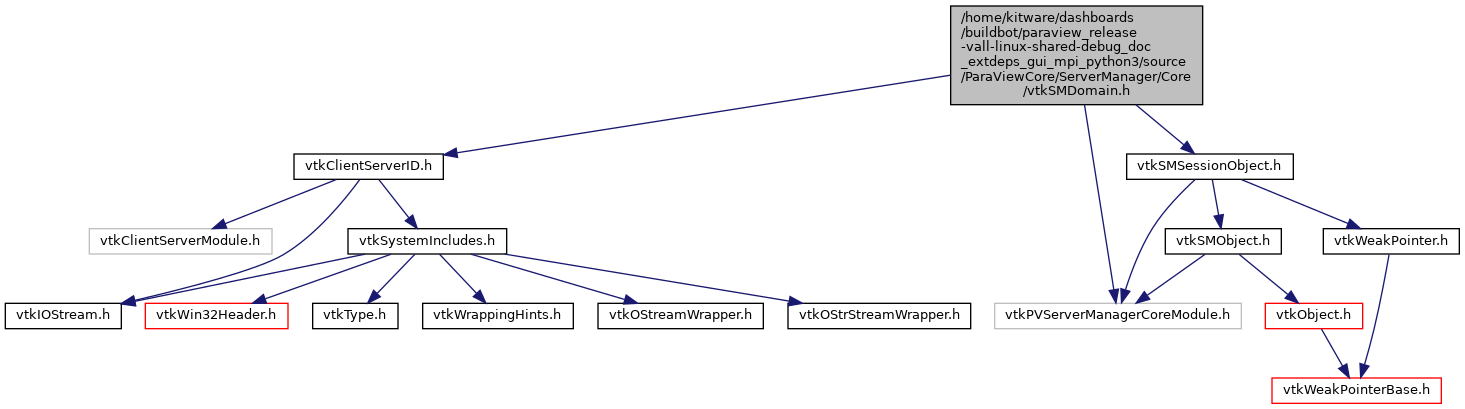 /home/kitware/dashboards
/buildbot/paraview_release
-vall-linux-shared-debug_doc
_extdeps_gui_mpi_python3/source
/ParaViewCore/ServerManager/Core
/vtkSMDomain.h
vtkClientServerID.h
vtkSMSessionObject.h
vtkClientServerModule.h
vtkSystemIncludes.h
vtkSMObject.h
vtkWeakPointer.h
vtkIOStream.h
vtkWin32Header.h
vtkType.h
vtkWrappingHints.h
vtkOStreamWrapper.h
vtkOStrStreamWrapper.h
vtkPVServerManagerCoreModule.h
vtkObject.h
vtkWeakPointerBase.h